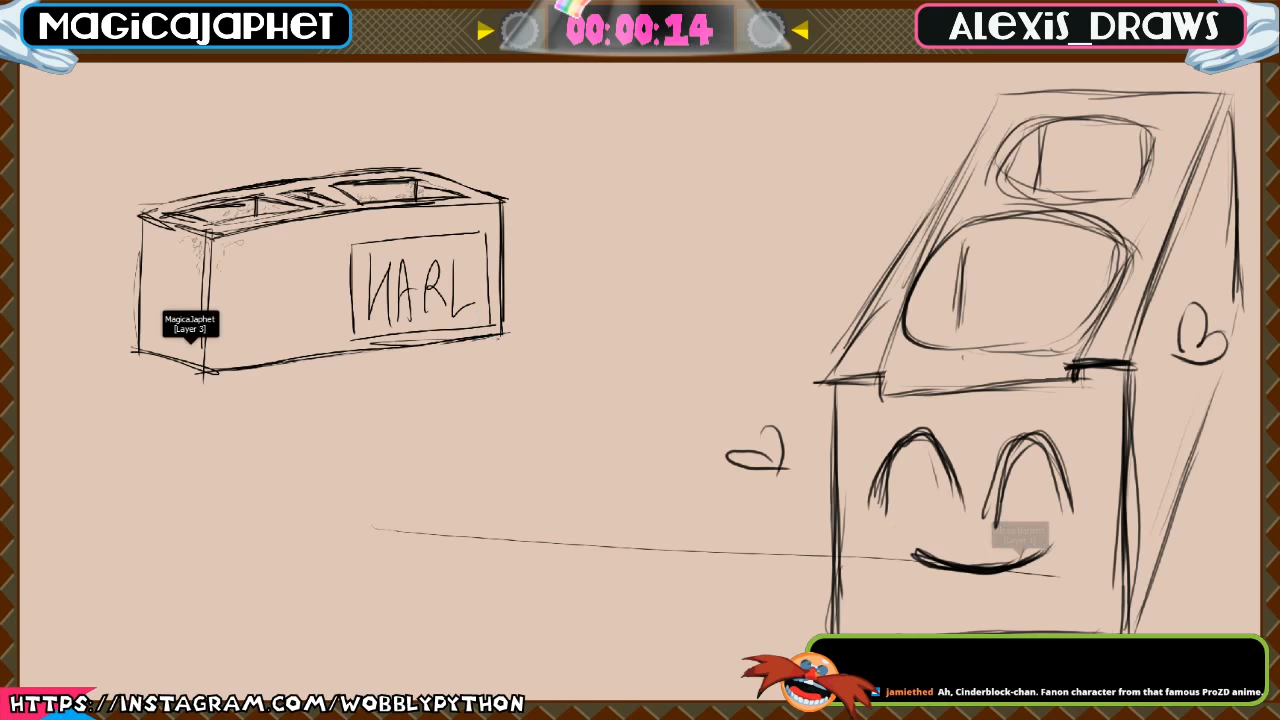 MagicaJaphet
00:00:14
Alexis_Draws
KARL
MagicaJaphet
[Layer 3]
jamiethed Ah, Cinderblock-chan. Fanon character from that famous ProZD anime.
HTTPS://INSTAGRAM.COM/WOBBLYPYTHON